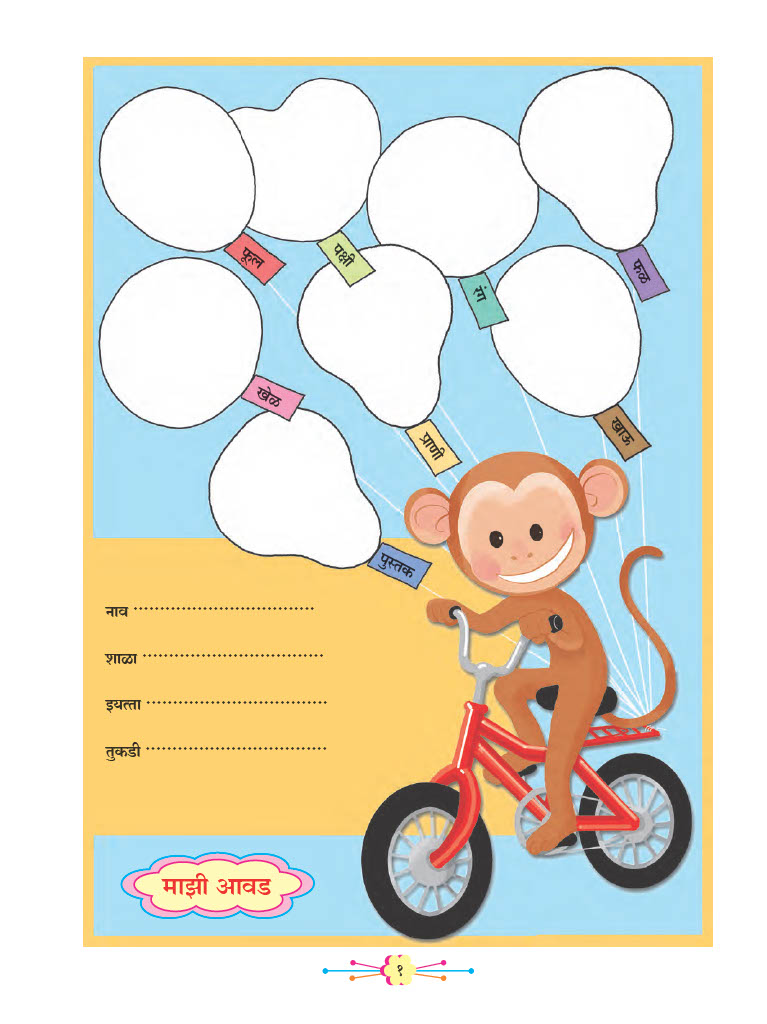 फूल
पक्षी
रंग
फळ
खेळ
प्राणी
खाऊ
पुस्तक
नाव ..................................
शाळा ..................................
इयत्ता ..................................
तुकडी ..................................
माझी आवड
१